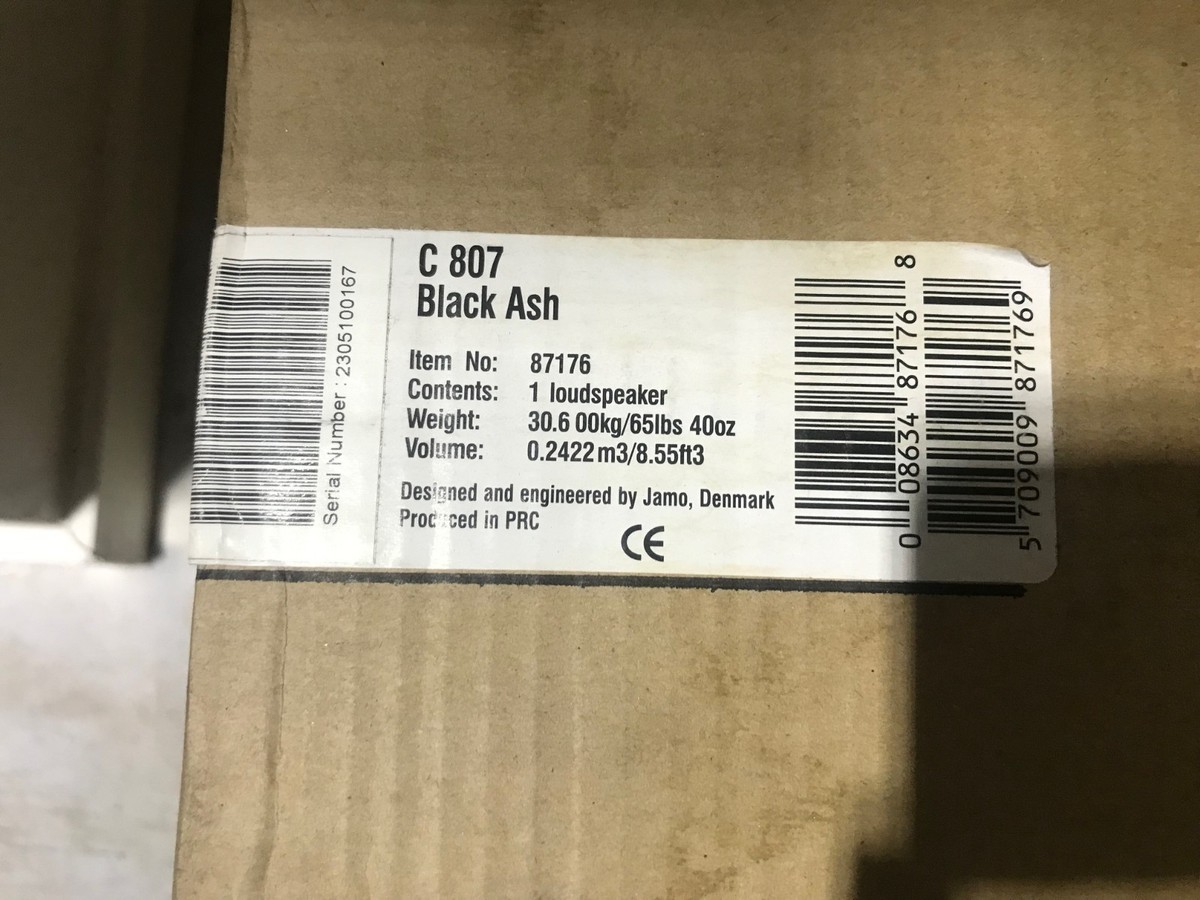 Serial Number : 2305100167
C 807
Black Ash
Item No: 87176
Contents: 1 loudspeaker
Weight: 30.6 00kg/65lbs 40oz
Volume: 0.2422m3/8.55ft3
Designed and engineered by Jamo, Denmark
Produced in PRC
CE
0 08634 87176 8
5 709009 871769